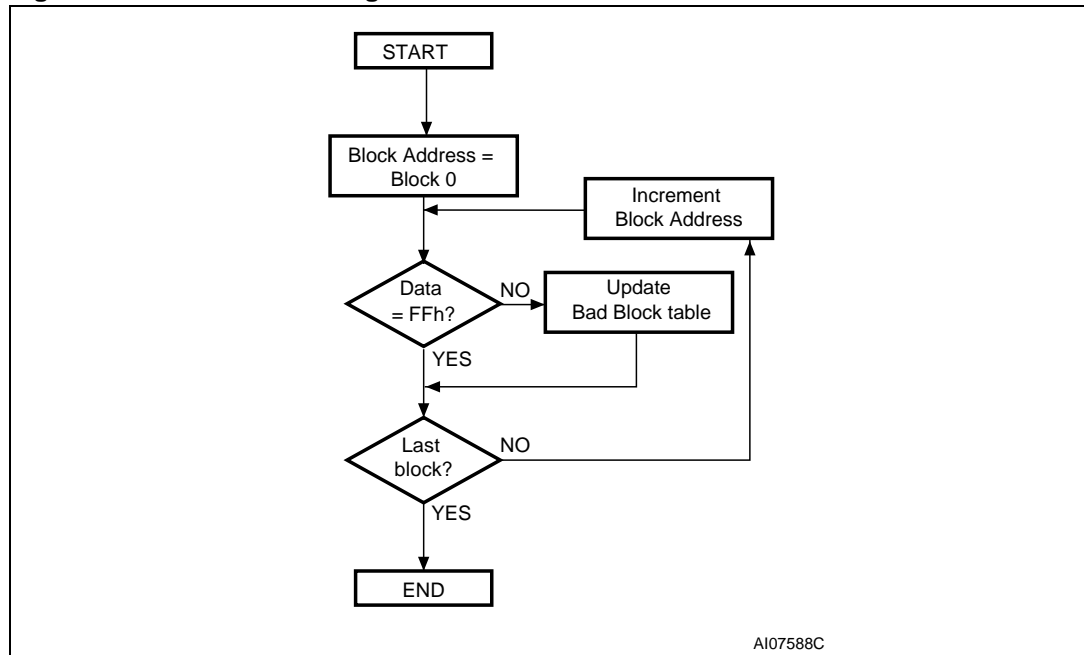 START
Block Address =
Block 0
Increment
Block Address
Data
= FFh?
NO
Update
Bad Block table
YES
Last
block?
NO
YES
END
AI07588C